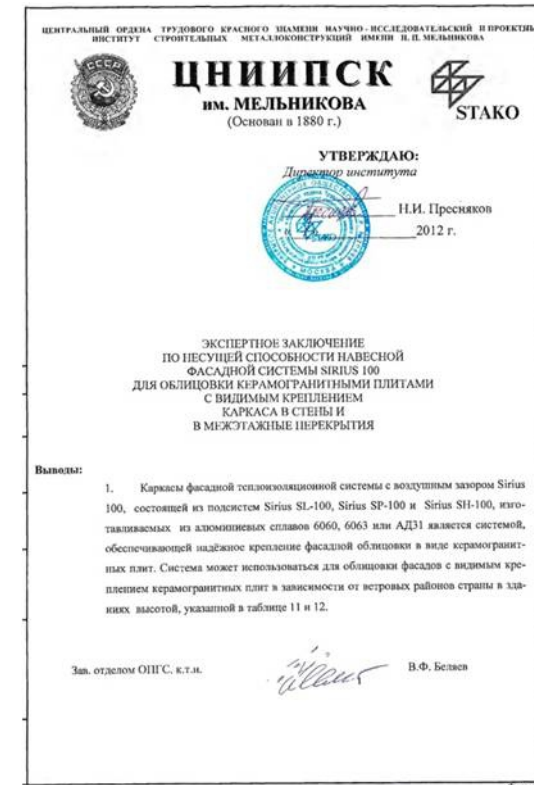 ЦЕНТРАЛЬНЫЙ ОРДЕНА ТРУДОВОГО КРАСНОГО ЗНАМЕНИ НАУЧНО-ИССЛЕДОВАТЕЛЬСКИЙ И ПРОЕКТНЫ
ИНСТИТУТ СТРОИТЕЛЬНЫХ МЕТАЛЛОКОНСТРУКЦИЙ ИМЕНИ Н. П. МЕЛЬНИКОВА
СССР
ЦНИИПСК
им. МЕЛЬНИКОВА
(Основан в 1880 г.)
STAKO
УТВЕРЖДАЮ:
Директор института
Н.И. Пресняков
2012 г.
ЭКСПЕРТНОЕ ЗАКЛЮЧЕНИЕ
ПО НЕСУЩЕЙ СПОСОБНОСТИ НАВЕСНОЙ
ФАСАДНОЙ СИСТЕМЫ SIRIUS 100
ДЛЯ ОБЛИЦОВКИ КЕРАМОГРАНИТНЫМИ ПЛИТАМИ
С ВИДИМЫМ КРЕПЛЕНИЕМ
КАРКАСА В СТЕНЫ И
В МЕЖЭТАЖНЫЕ ПЕРЕКРЫТИЯ
Выводы:
1. Каркасы фасадной теплоизоляционной системы с воздушным зазором Sirius
100, состоящей из подсистем Sirius SL-100, Sirius SP-100 и Sirius SH-100, изго-
тавливаемых из алюминиевых сплавов 6060, 6063 или АД31 является системой,
обеспечивающей надёжное крепление фасадной облицовки в виде керамогранит-
ных плит. Система может использоваться для облицовки фасадов с видимым кре-
плением керамогранитных плит в зависимости от ветровых районов страны в зда-
ниях высотой, указанной в таблице 11 и 12.
Зав. отделом ОПГС, к.т.н.
В.Ф. Беляев